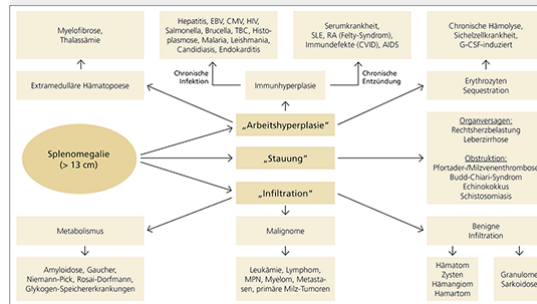 Myelofibrose,
Thalassämie
Hepatitis, EBV, CMV, HIV,
Salmonella, Brucella, TBC, Histo-
plasmose, Malaria, Leishmania,
Candidiasis, Endokarditis
Serumkrankheit,
SLE, RA (Felty-Syndrom),
Immundefekte (CVID), AIDS
Chronische Hämolyse,
Sichelzellkrankheit,
G-CSF-induziert
Chronische
Infektion
Chronische
Entzündung
Extramedulläre Hämatopoese
Immunhyperplasie
Erythrozyten
Sequestration
„Arbeitshyperplasie“
Splenomegalie
(> 13 cm)
„Stauung“
Organversagen:
Rechtsherzbelastung
Leberzirrhose
Obstruktion:
Pfortader-/Milzvenenthrombose
Budd-Chiari-Syndrom
Echinokokkus
Schistosomiasis
„Infiltration“
Metabolismus
Malignome
Benigne
Infiltration
Amyloidose, Gaucher,
Niemann-Pick, Rosai-Dorfmann,
Glykogen-Speichererkrankungen
Leukämie, Lymphom,
MPN, Myelom, Metasta-
sen, primäre Milz-Tumoren
Hämatom
Zysten
Hämangiom
Hamartom
Granulome
Sarkoidose